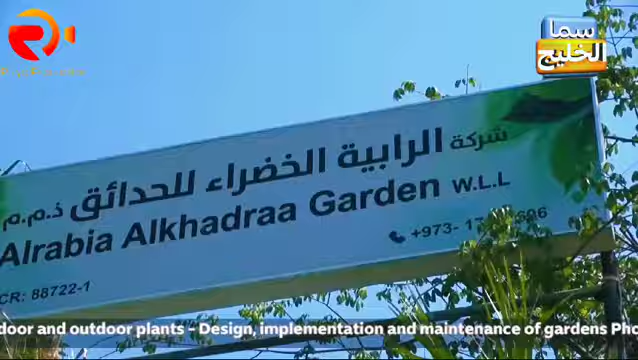 سما
الخليج
شركة الرابية الخضراء للحدائق ذ.م.م
Alrabia Alkhadraa Garden W.L.L
+973-
CR: 88722-1
door and outdoor plants - Design, implementation and maintenance of gardens Pho